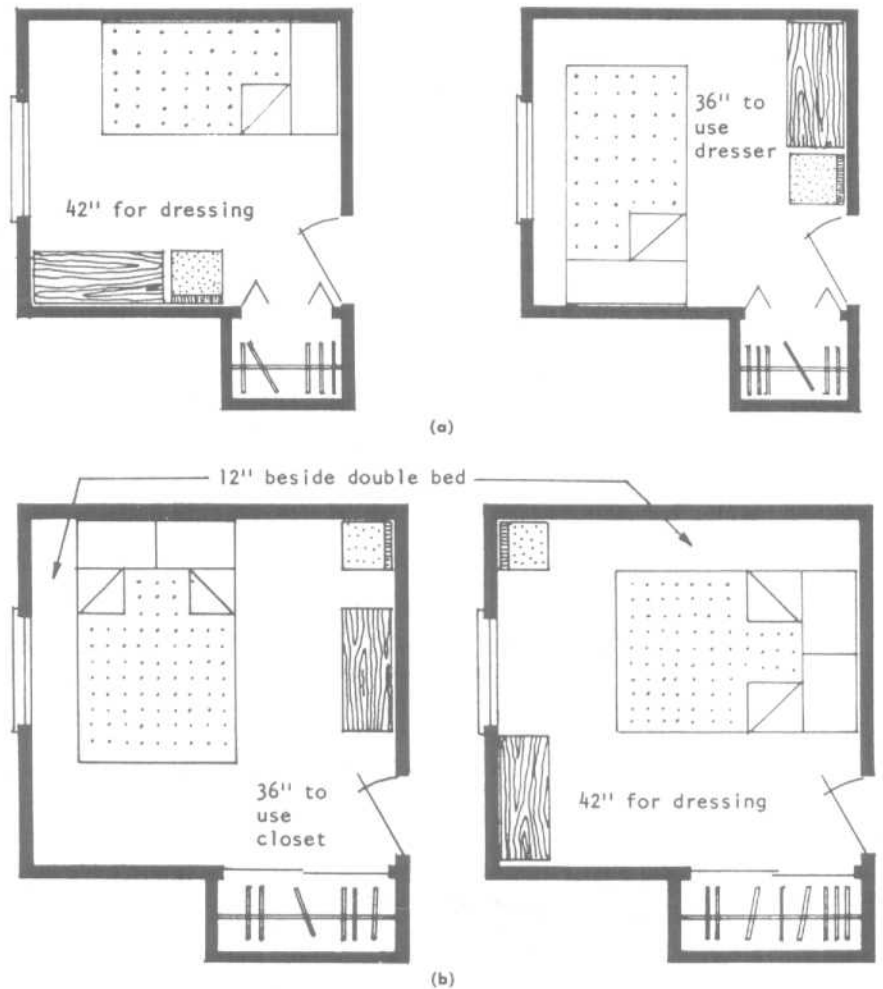 42" for dressing
36" to
use
dresser
(a)
12" beside double bed
36" to
use
closet
42" for dressing
(b)